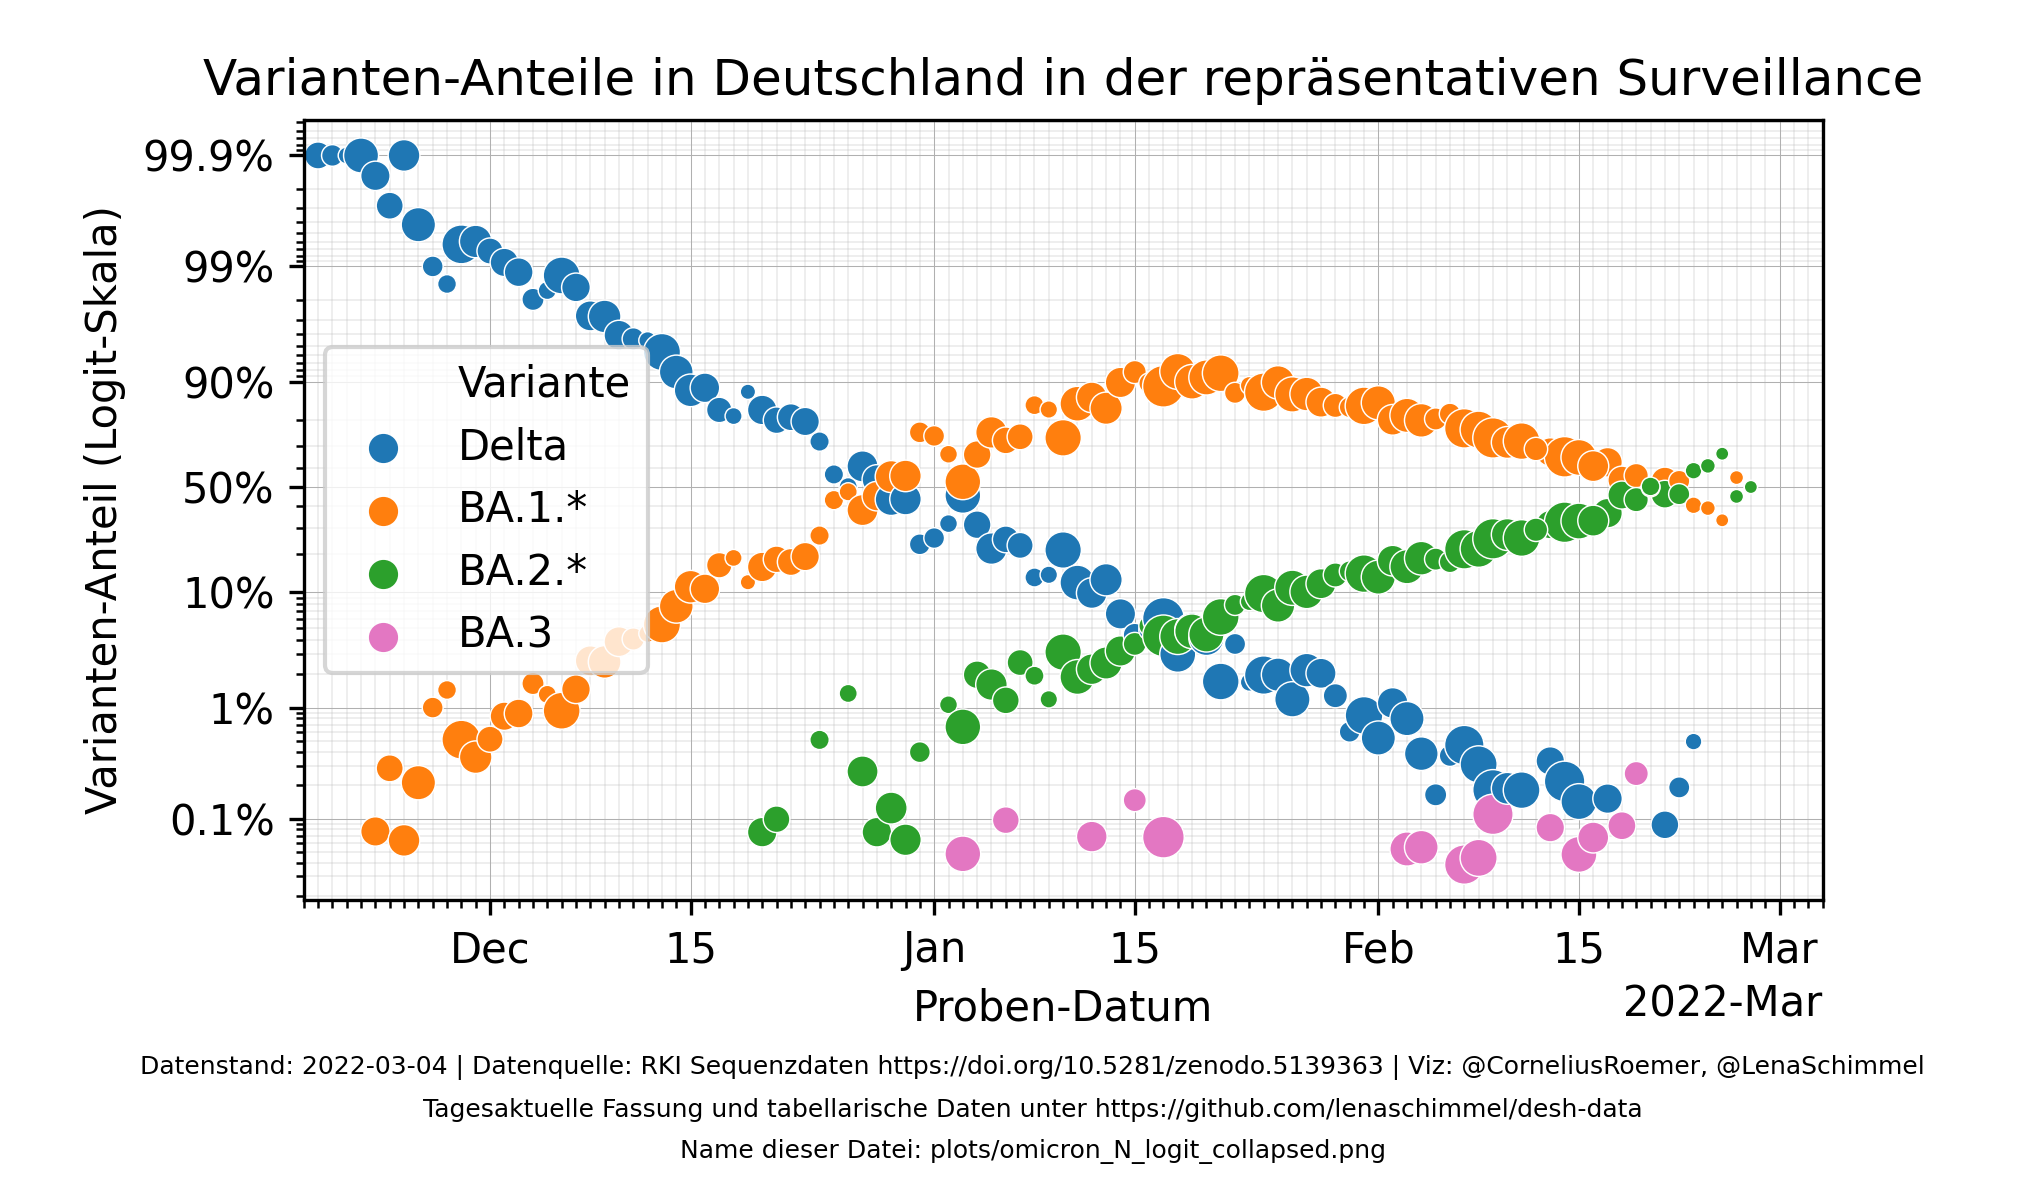 Varianten-Anteile in Deutschland in der repräsentativen Surveillance
Varianten-Anteil (Logit-Skala)
99.9%
99%
90%
50%
10%
1%
0.1%
Variante
Delta
BA.1.*
BA.2.*
BA.3
Dec
15
Jan
15
Feb
15
Mar
Proben-Datum
2022-Mar
Datenstand: 2022-03-04 | Datenquelle: RKI Sequenzdaten https://doi.org/10.5281/zenodo.5139363 | Viz: @CorneliusRoemer, @LenaSchimmel
Tagesaktuelle Fassung und tabellarische Daten unter https://github.com/lenaschimmel/desh-data
Name dieser Datei: plots/omicron_N_logit_collapsed.png